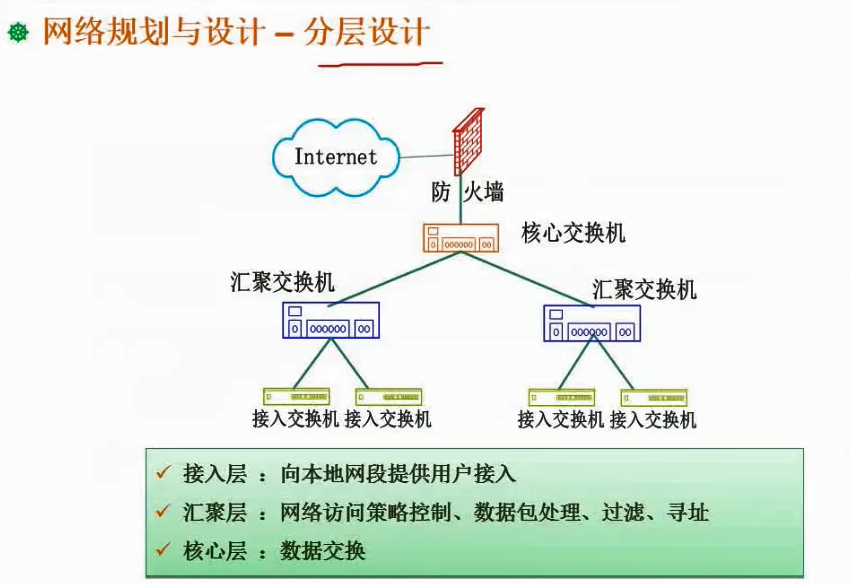 网络规划与设计 – 分层设计
Internet
防 火墙
核心交换机
汇聚交换机
汇聚交换机
接入交换机 接入交换机
接入交换机 接入交换机
✓ 接入层 ：向本地网段提供用户接入
✓ 汇聚层 ：网络访问策略控制、数据包处理、过滤、寻址
✓ 核心层 ：数据交换